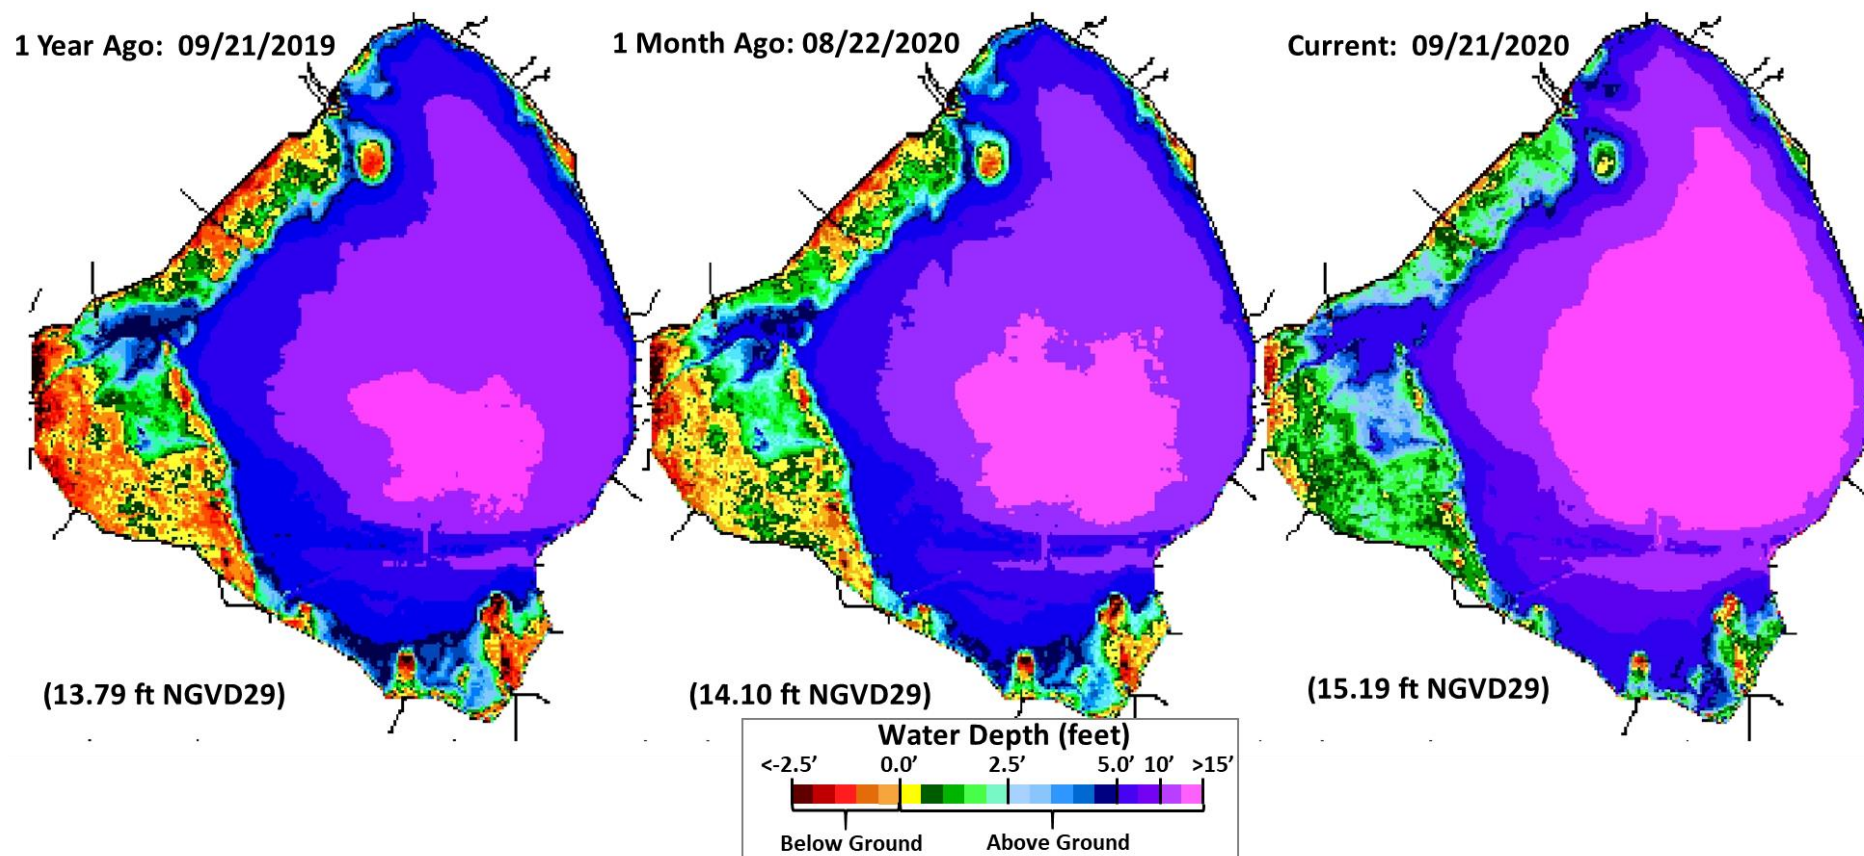 1 Year Ago:  09/21/2019
1 Month Ago: 08/22/2020
Current:  09/21/2020
(13.79 ft NGVD29)
(14.10 ft NGVD29)
(15.19 ft NGVD29)
Water Depth (feet)
<-2.5’ 0.0’ 2.5’ 5.0’ 10’ >15’
Below Ground Above Ground